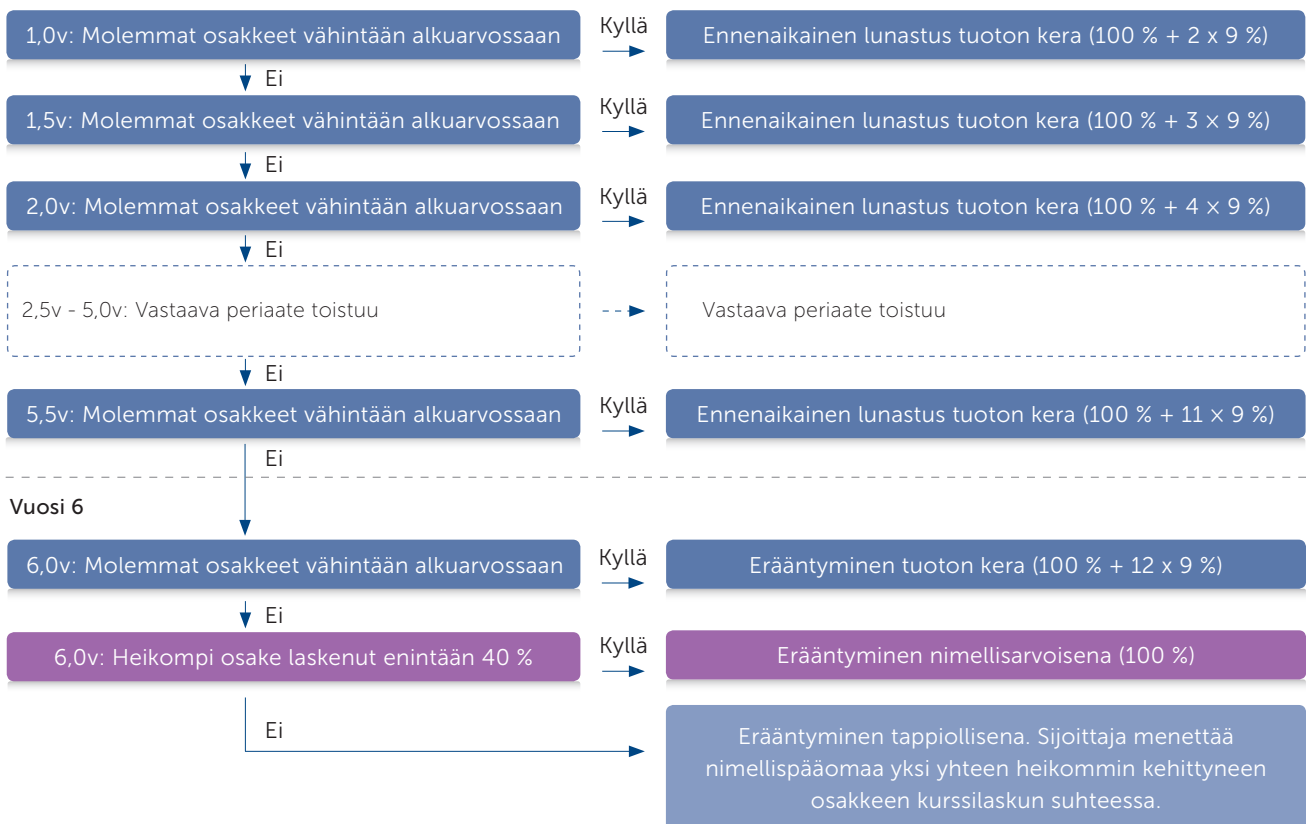 1,0v: Molemmat osakkeet vähintään alkuarvossaan
Kyllä
Ennenaikainen lunastus tuoton kera (100 % + 2 x 9 %)
Ei
1,5v: Molemmat osakkeet vähintään alkuarvossaan
Kyllä
Ennenaikainen lunastus tuoton kera (100 % + 3 × 9 %)
Ei
2,0v: Molemmat osakkeet vähintään alkuarvossaan
Kyllä
Ennenaikainen lunastus tuoton kera (100 % + 4 × 9 %)
Ei
2,5v - 5,0v: Vastaava periaate toistuu
Vastaava periaate toistuu
Ei
5,5v: Molemmat osakkeet vähintään alkuarvossaan
Kyllä
Ennenaikainen lunastus tuoton kera (100 % + 11 × 9 %)
Ei
Vuosi 6
6,0v: Molemmat osakkeet vähintään alkuarvossaan
Kyllä
Erääntyminen tuoton kera (100 % + 12 x 9 %)
Ei
6,0v: Heikompi osake laskenut enintään 40 %
Kyllä
Erääntyminen nimellisarvoisena (100 %)
Ei
Erääntyminen tappiollisena. Sijoittaja menettää
nimellispääomaa yksi yhteen heikommin kehittyneen
osakkeen kurssilaskun suhteessa.